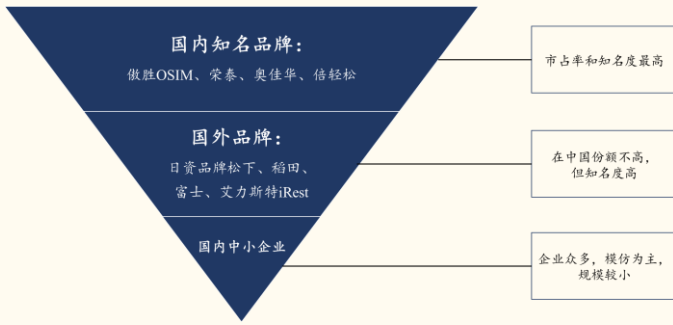 国内知名品牌：
傲胜OSIM、荣泰、奥佳华、倍轻松
市占率和知名度最高
国外品牌：
日资品牌松下、稻田、
富士、艾力斯特iRest
在中国份额不高，
但知名度高
国内中小企业
企业众多，模仿为主，
规模较小